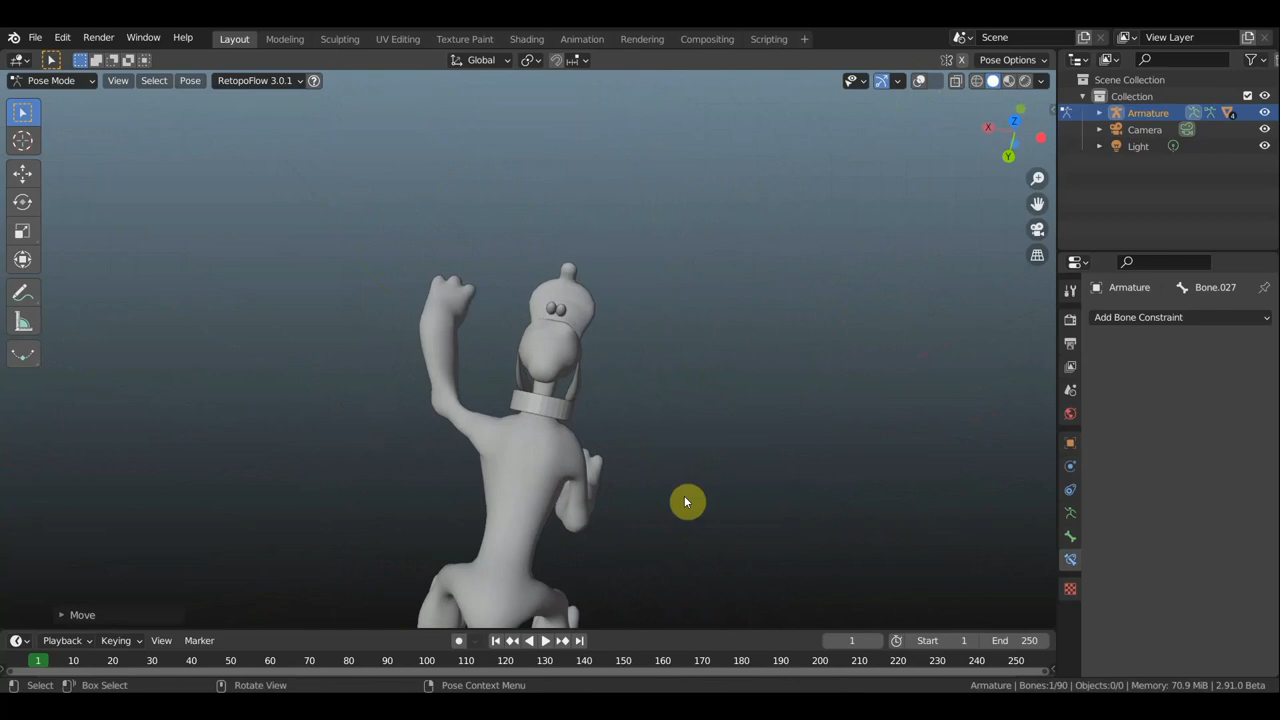 File Edit Render Window Help Layout Modeling Sculpting UV Editing Texture Paint Shading Animation Rendering Compositing Scripting + Scene View Layer
Global X Pose Options
Pose Mode View Select Pose RetopoFlow 3.0.1 ?
Scene Collection
Collection
Armature 4
Camera
Light
X Z Y
Armature Bone.027
Add Bone Constraint
Move
Playback Keying View Marker 1 Start 1 End 250
1 10 20 30 40 50 60 70 80 90 100 110 120 130 140 150 160 170 180 190 200 210 220 230 240 250
Select Box Select Rotate View Pose Context Menu Armature | Bones:1/90 | Objects:0/0 | Memory: 70.9 MiB | 2.91.0 Beta